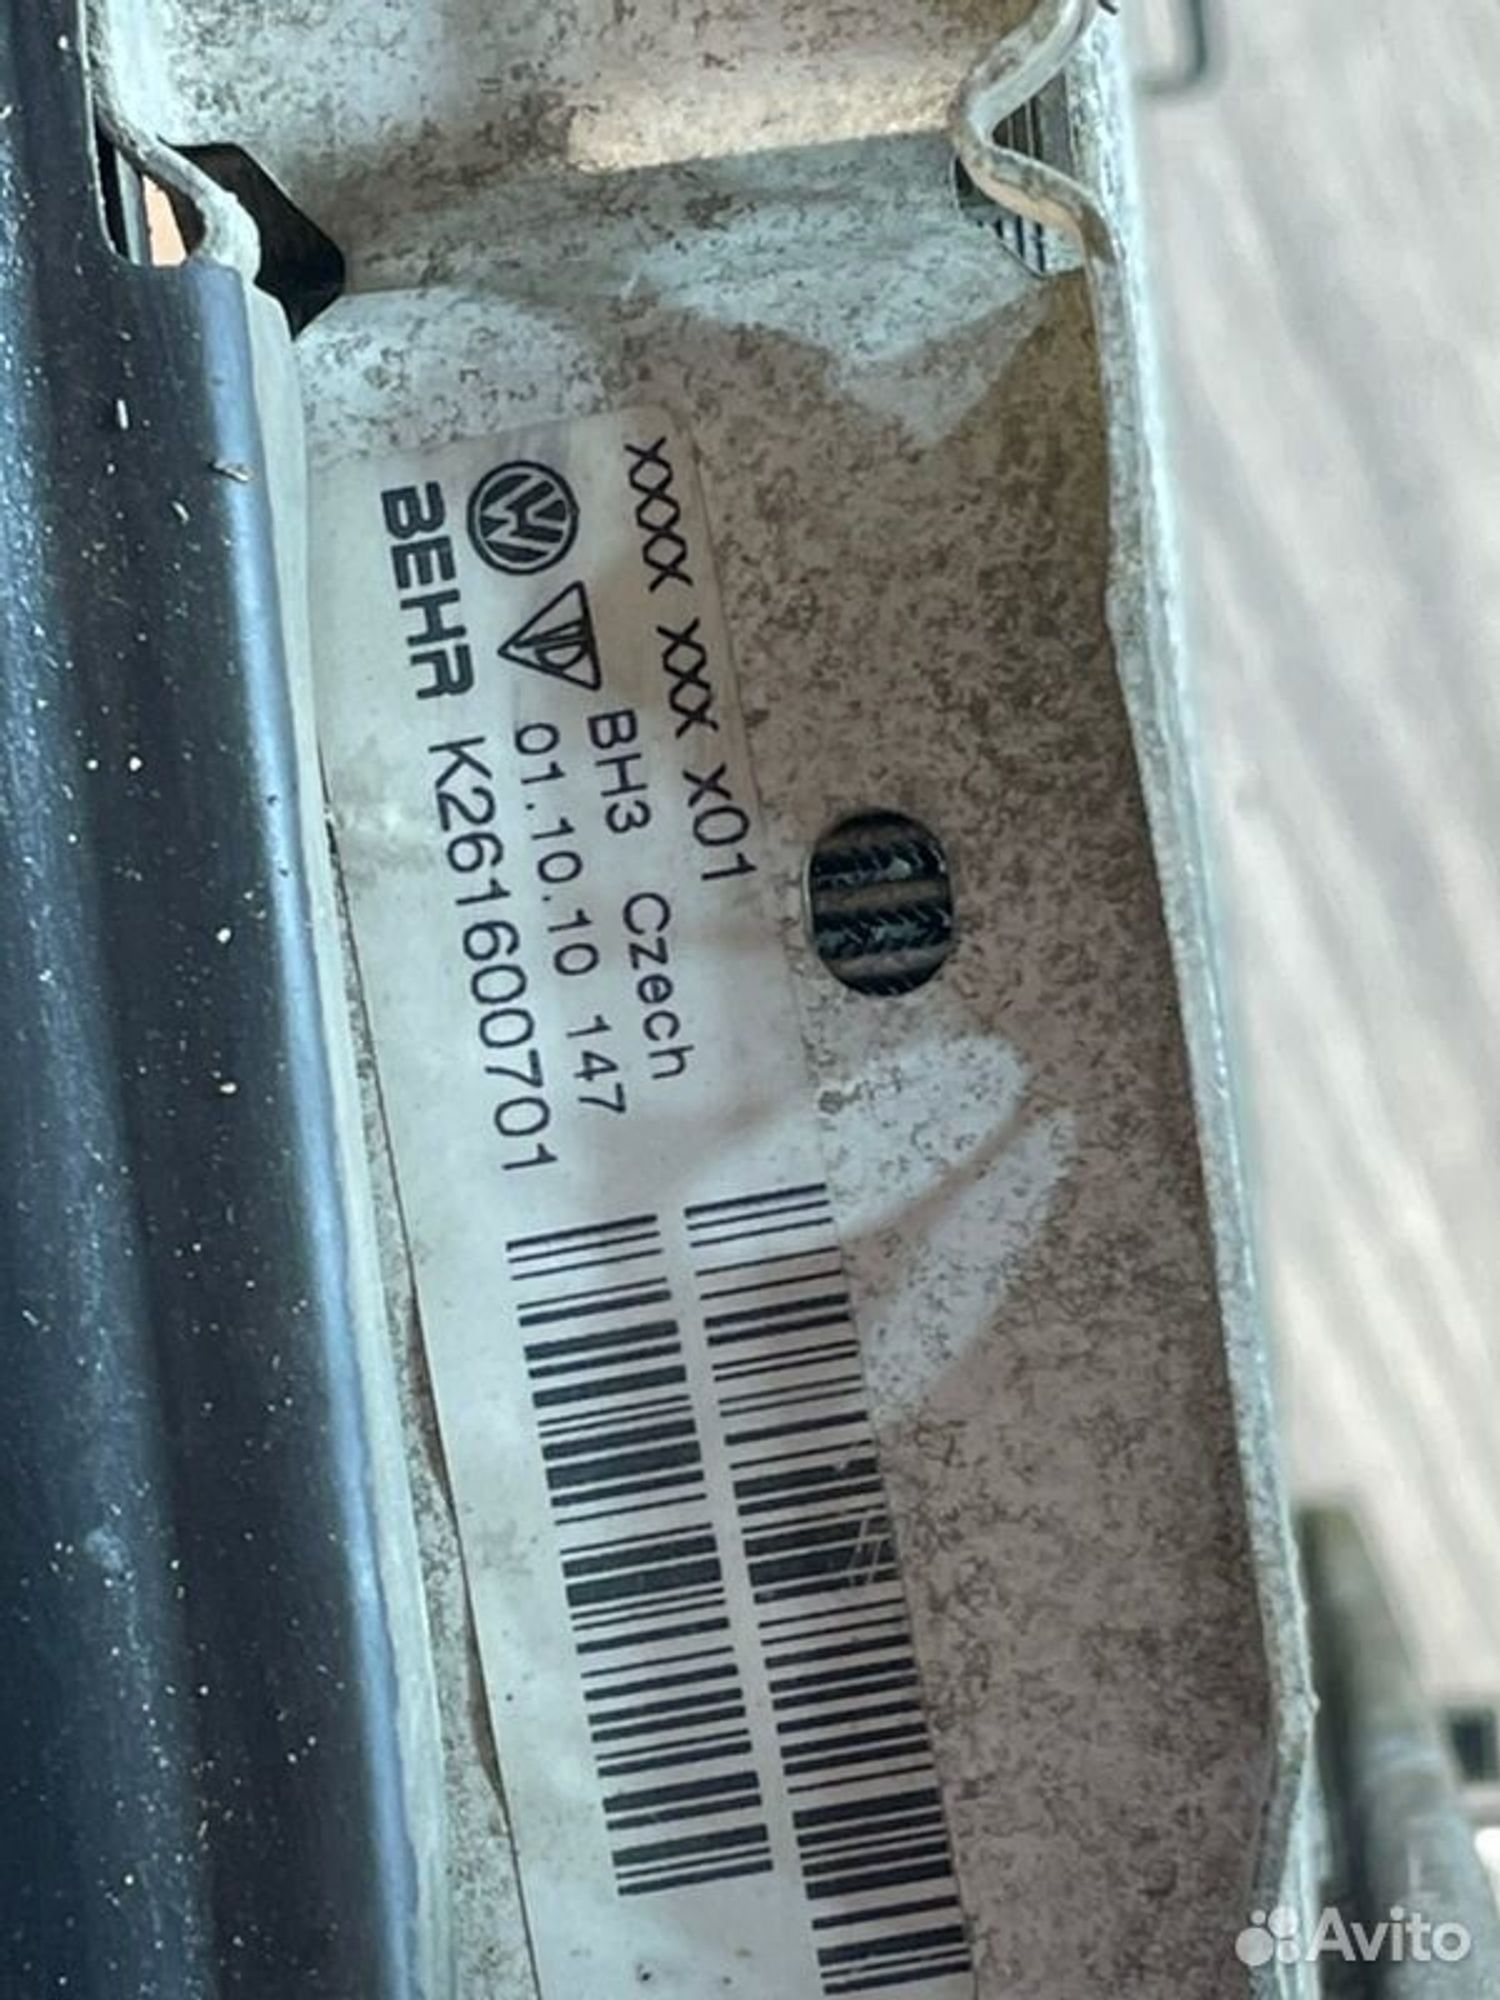 xxxx xxx x01
BH3 Czech
01.10.10 147
BEHR K261600701
Avito